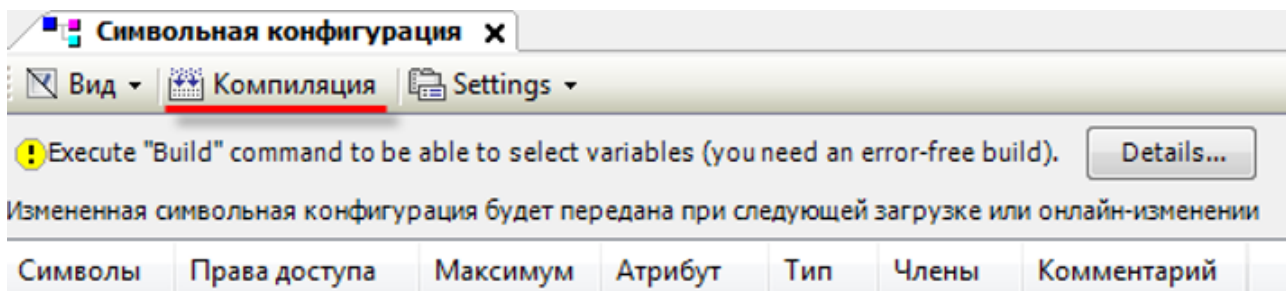 Символьная конфигурация
Вид Компиляция Settings
Execute "Build" command to be able to select variables (you need an error-free build). Details...
Измененная символьная конфигурация будет передана при следующей загрузке или онлайн-изменении
Символы Права доступа Максимум Атрибут Тип Члены Комментарий